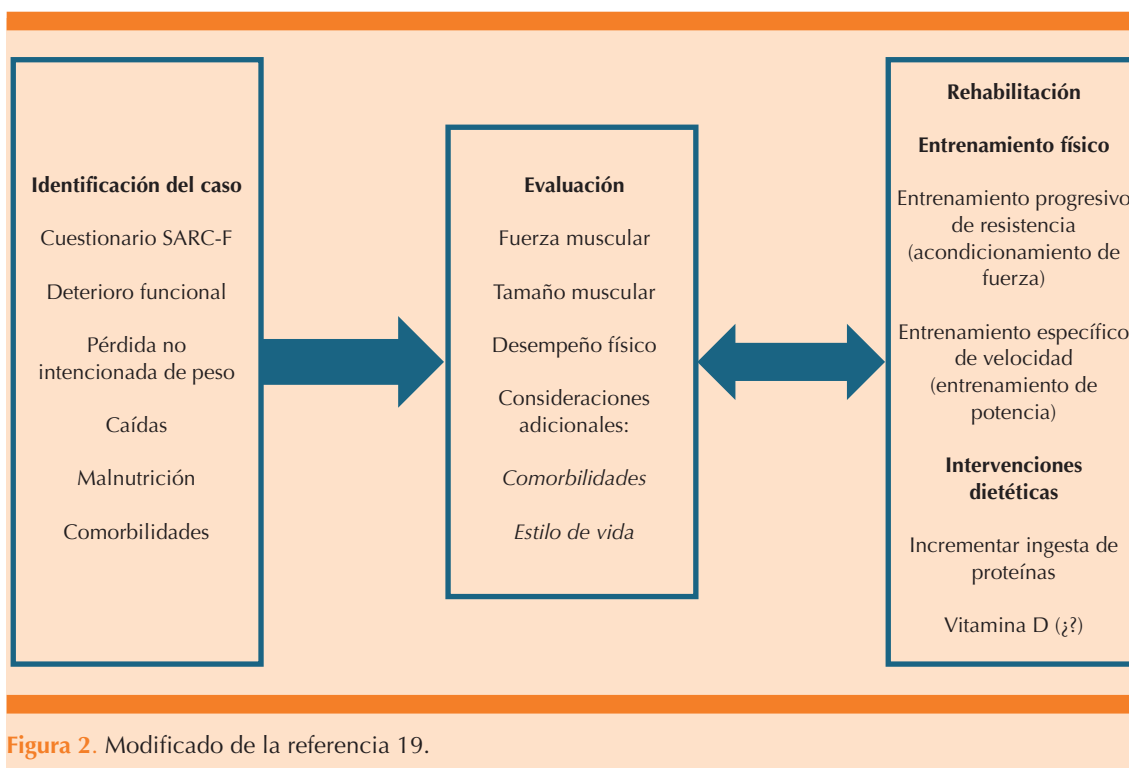 Identificación del caso
Cuestionario SARC-F
Deterioro funcional
Pérdida no
intencionada de peso
Caídas
Malnutrición
Comorbilidades
Evaluación
Fuerza muscular
Tamaño muscular
Desempeño físico
Consideraciones
adicionales:
Comorbilidades
Estilo de vida
Rehabilitación
Entrenamiento físico
Entrenamiento progresivo
de resistencia
(acondicionamiento de
fuerza)
Entrenamiento específico
de velocidad
(entrenamiento de
potencia)
Intervenciones
dietéticas
Incrementar ingesta de
proteínas
Vitamina D (¿?)
Figura 2. Modificado de la referencia 19.